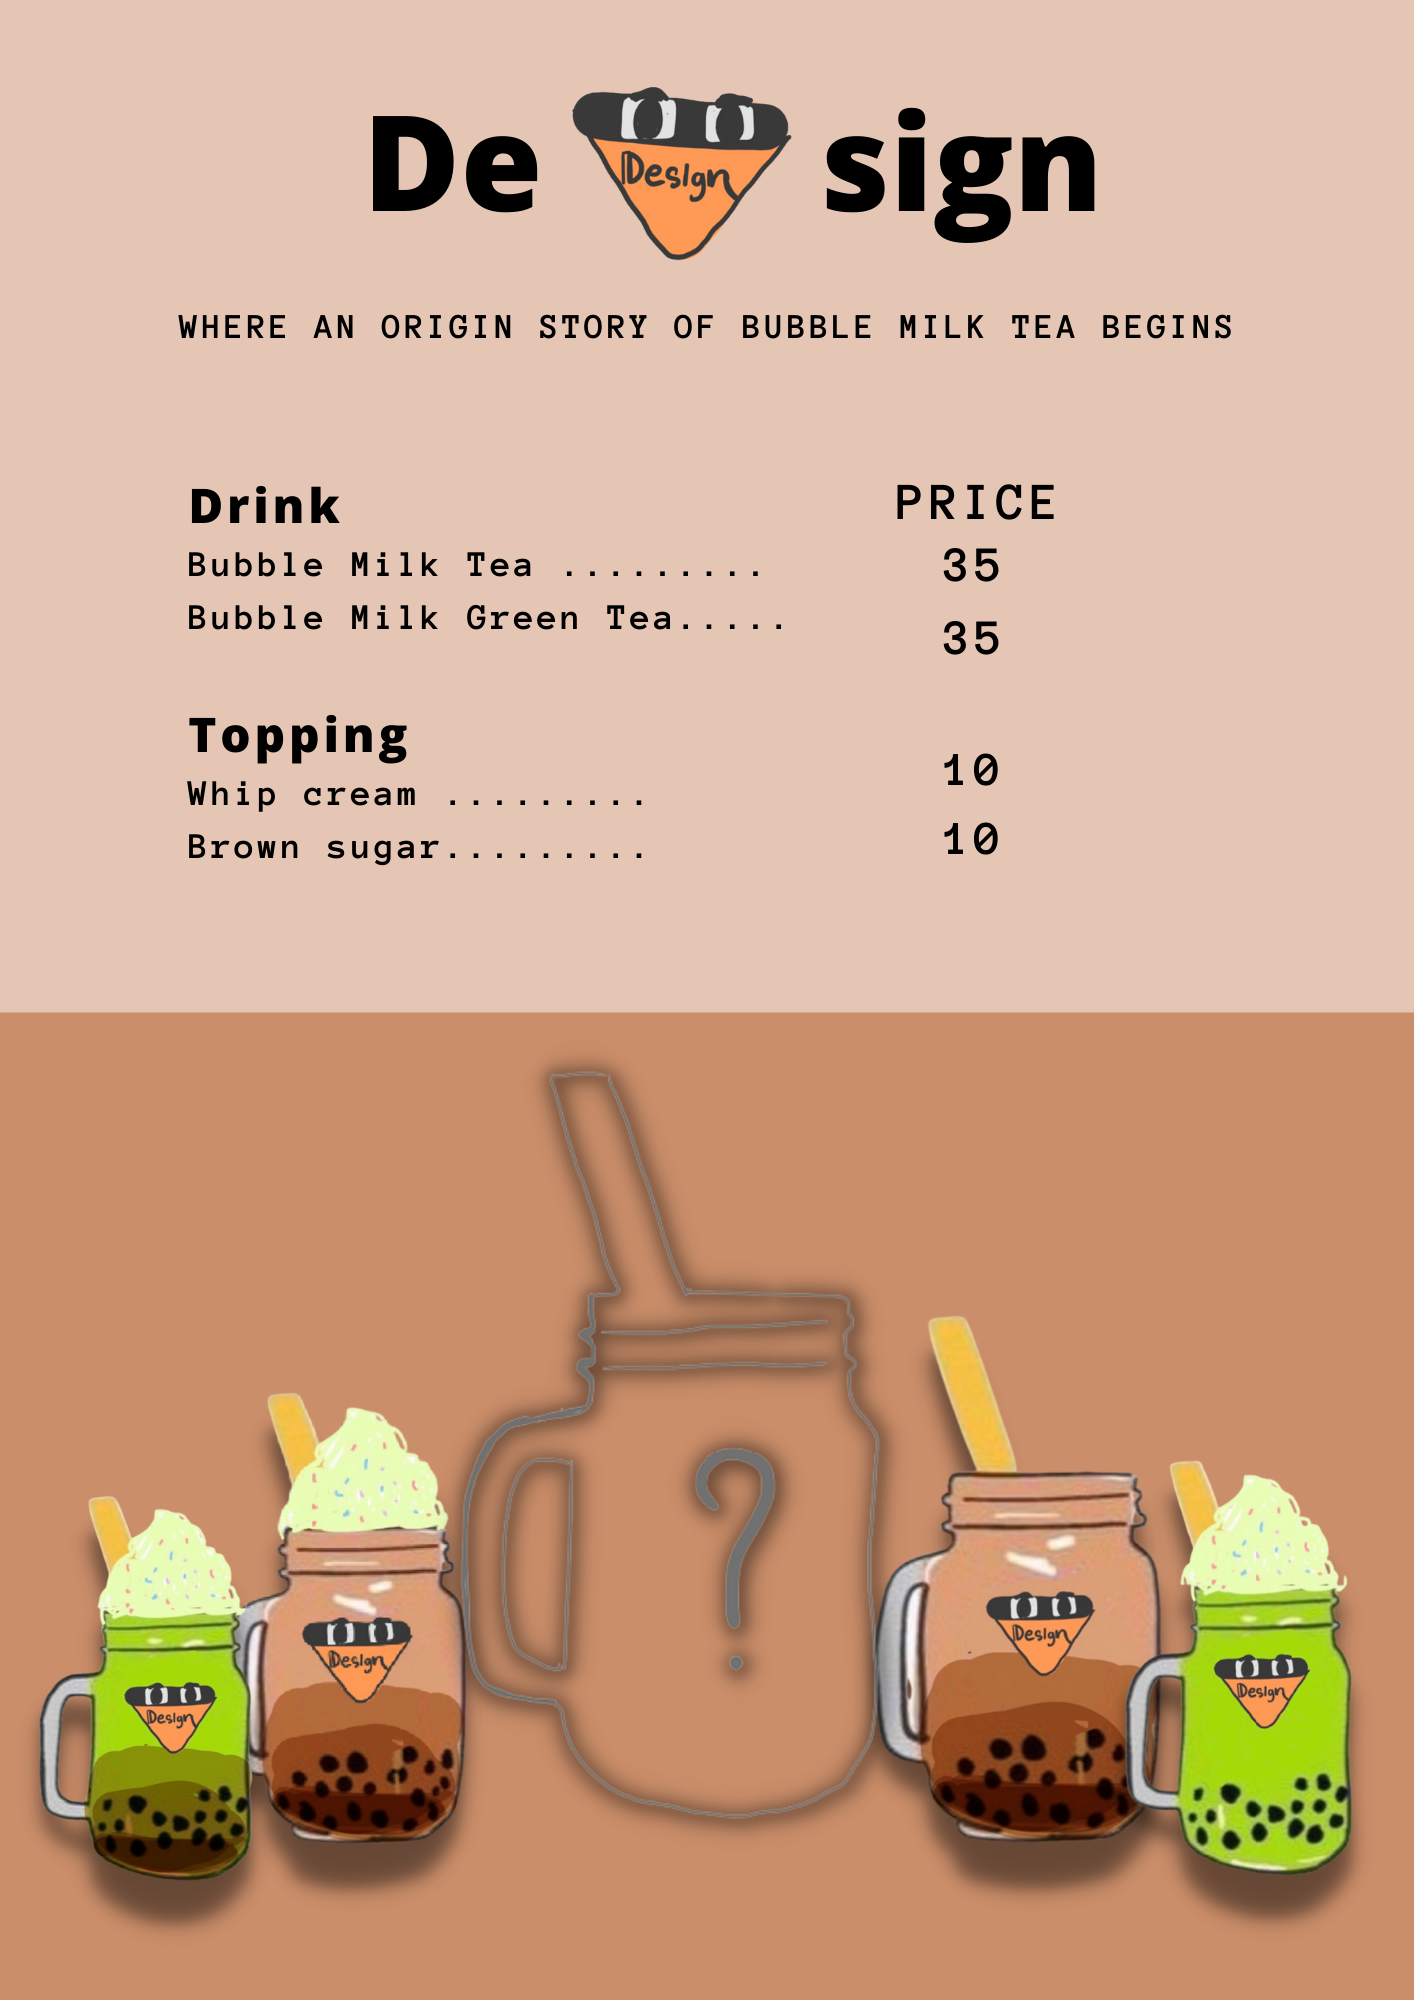 De Design sign
WHERE AN ORIGIN STORY OF BUBBLE MILK TEA BEGINS
Drink PRICE
Bubble Milk Tea ......... 35
Bubble Milk Green Tea..... 35
Topping
Whip cream ......... 10
Brown sugar......... 10
?
Design
Design
Design
Design